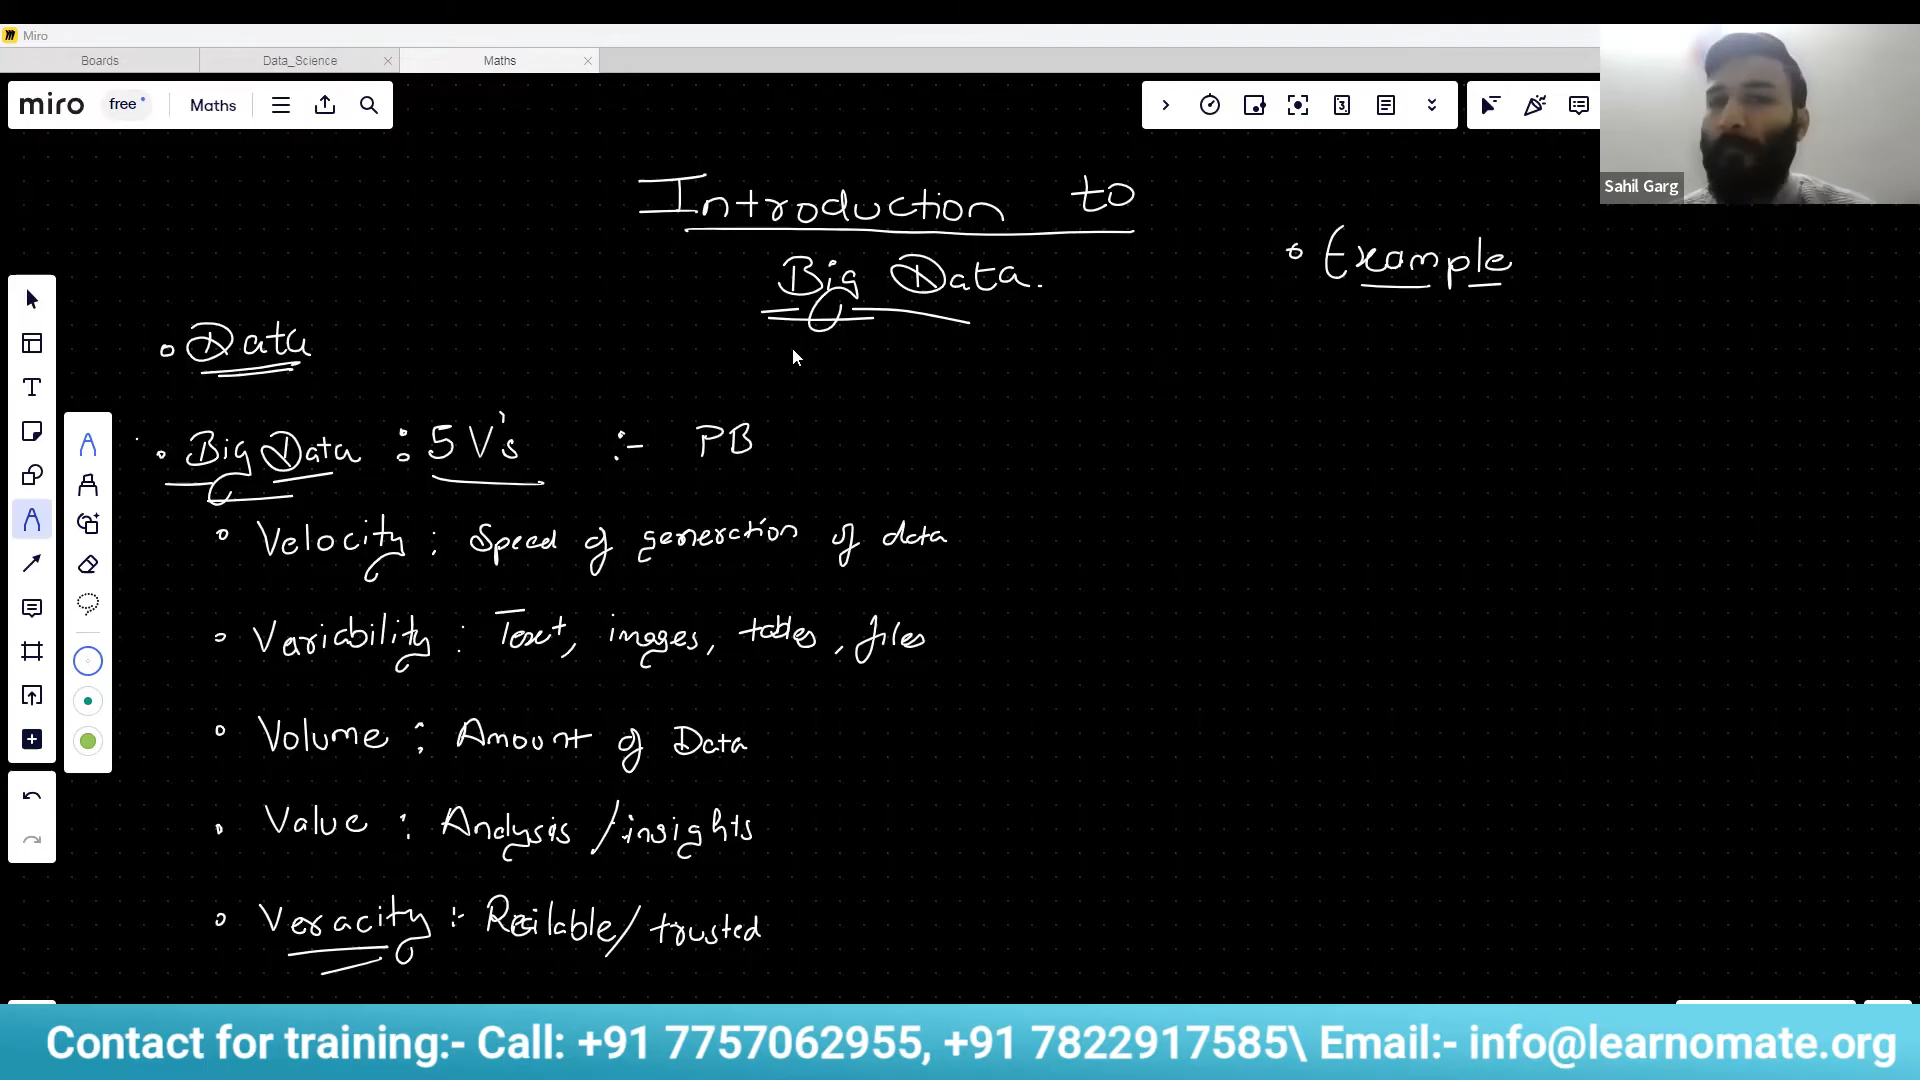 Miro
Boards
Data_Science
Maths
miro free Maths
3
Sahil Garg
Introduction to
Big Data.
Example
Data
Big Data : 5 V's :- PB
Velocity : Speed of generation of data
Variability : Text, images, tables, files
Volume : Amount of Data
Value : Analysis / insights
Veracity :- Reilable / trusted
Contact for training:- Call: +91 7757062955, +91 7822917585\ Email:- info@learnomate.org